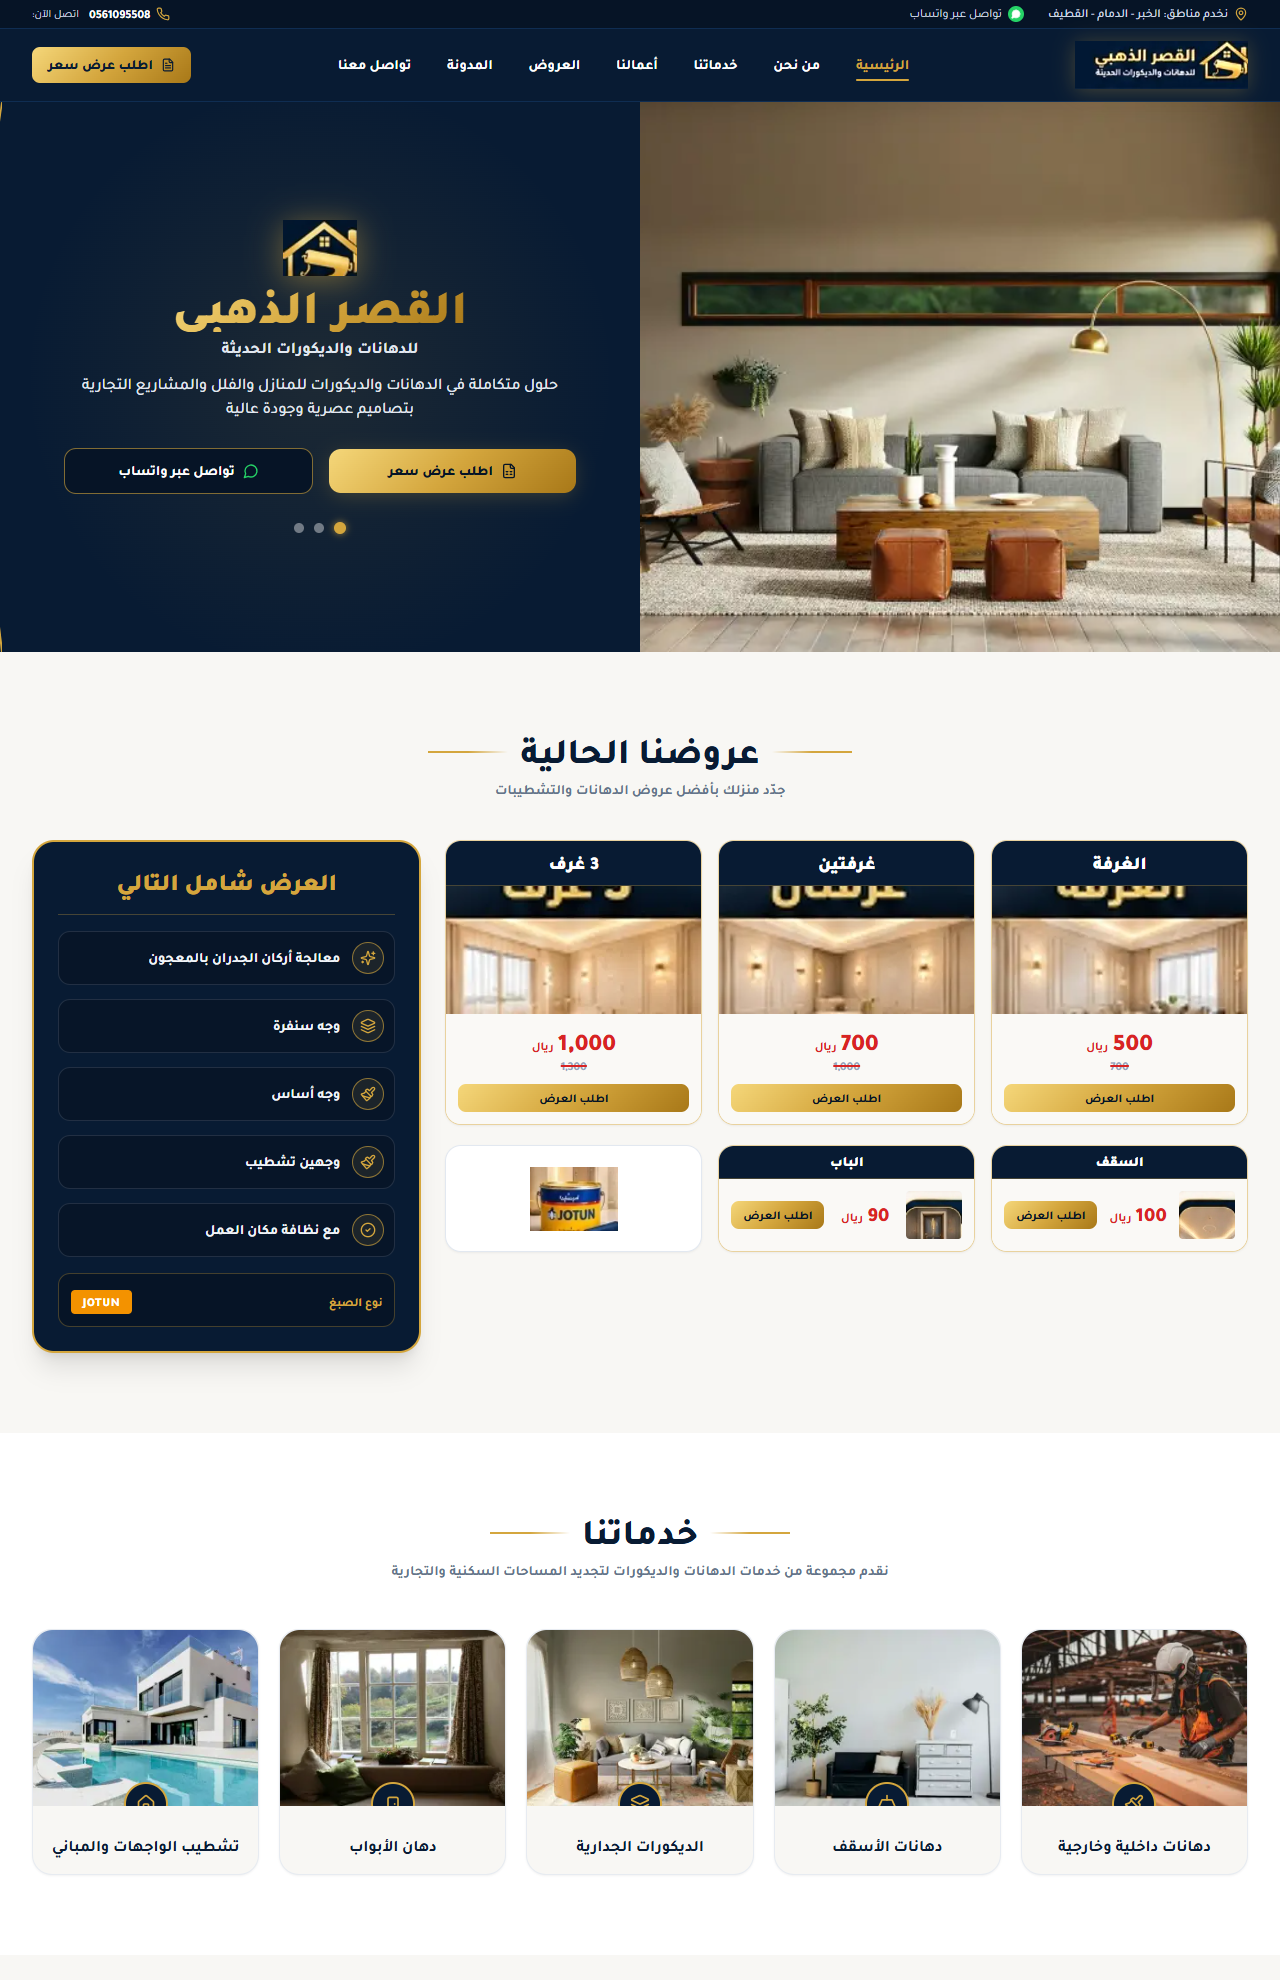 نخدم مناطق: الخبر - الدمام - القطيف
تواصل عبر واتساب
0561095508
اتصل الآن:
القصر الذهبي
للدهانات والديكورات الحديثة
الرئيسية
من نحن
خدماتنا
أعمالنا
العروض
المدونة
تواصل معنا
اطلب عرض سعر
القصر الذهبي
للدهانات والديكورات الحديثة
حلول متكاملة في الدهانات والديكورات للمنازل والفلل والمشاريع التجارية
بتصاميم عصرية وجودة عالية
اطلب عرض سعر
تواصل عبر واتساب
عروضنا الحالية
جدّد منزلك بأفضل عروض الدهانات والتشطيبات
الغرفة
الغرفة
500 ريال
700
اطلب العرض
غرفتين
غرفتان
700 ريال
1,000
اطلب العرض
3 غرف
3 غرف
1,000 ريال
1,300
اطلب العرض
السقف
100 ريال
اطلب العرض
الباب
90 ريال
اطلب العرض
JOTUN
العرض شامل التالي
معالجة أركان الجدران بالمعجون
وجه سنفرة
وجه أساس
وجهين تشطيب
مع نظافة مكان العمل
نوع الصبغ
JOTUN
خدماتنا
نقدم مجموعة من خدمات الدهانات والديكورات لتجديد المساحات السكنية والتجارية
دهانات داخلية وخارجية
دهانات الأسقف
الديكورات الجدارية
دهان الأبواب
تشطيب الواجهات والمباني